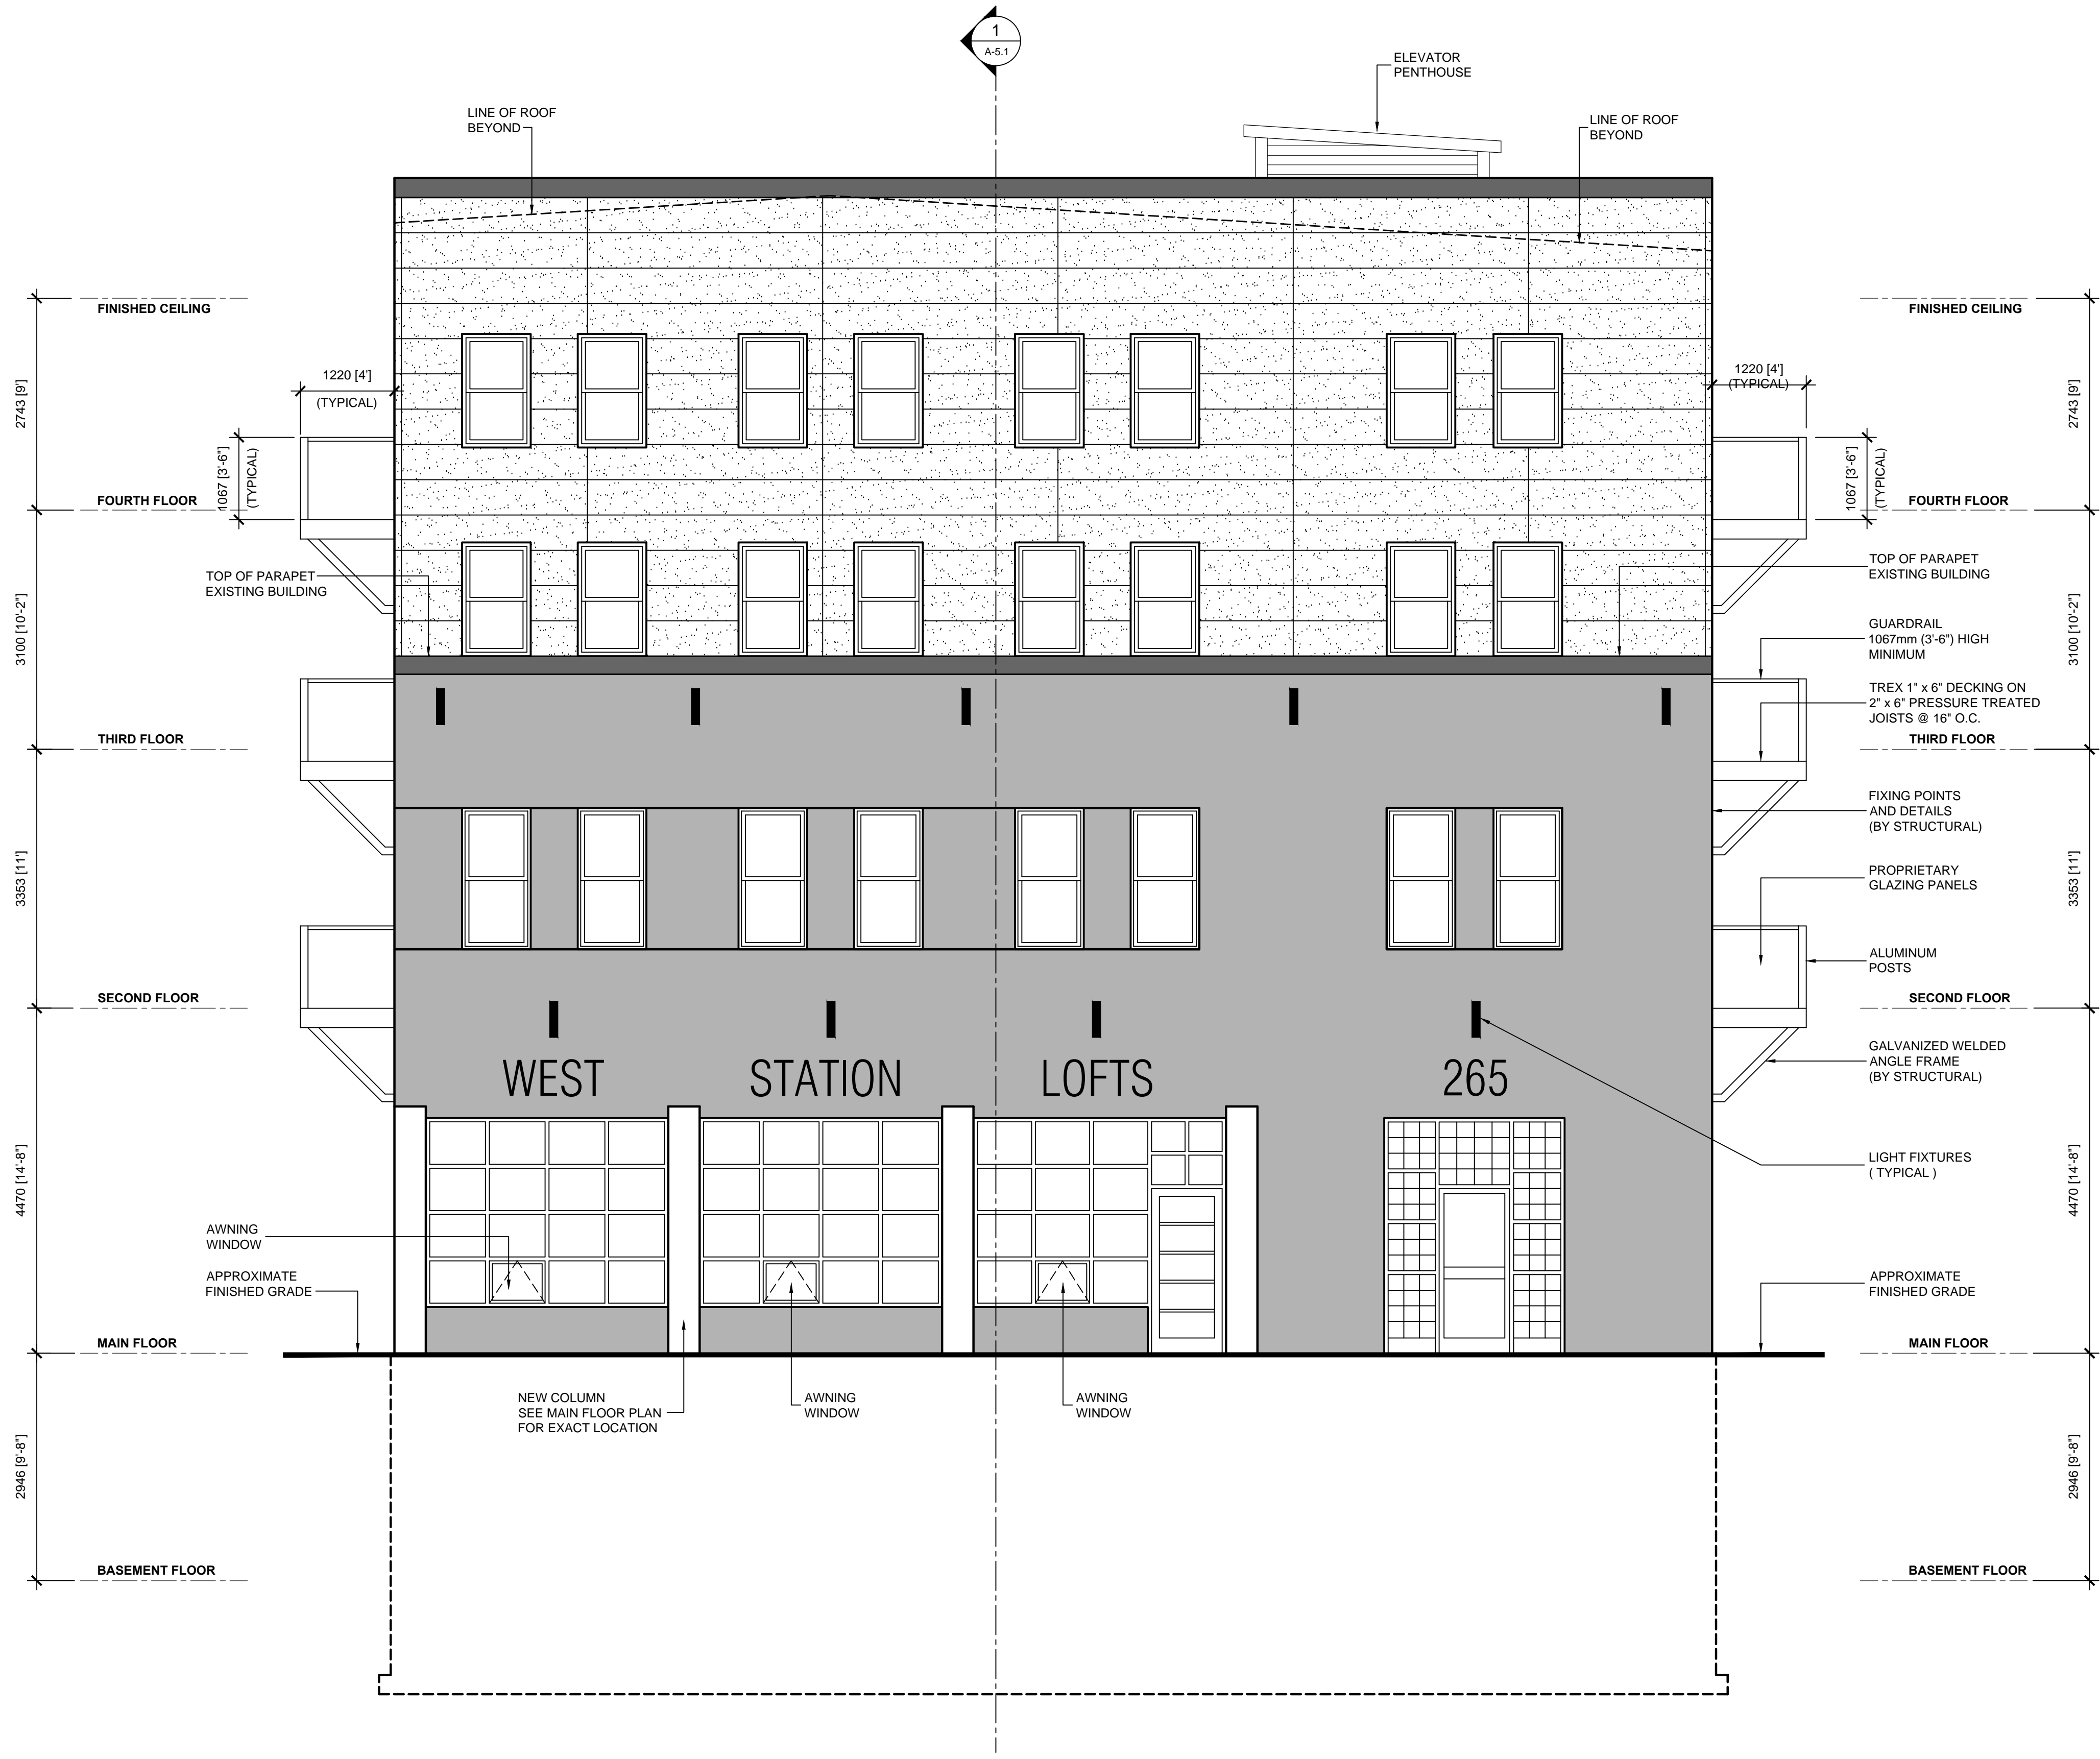 1
A-5.1
ELEVATOR
PENTHOUSE
LINE OF ROOF
BEYOND
LINE OF ROOF
BEYOND
FINISHED CEILING
FINISHED CEILING
2743 [9']
1220 [4']
(TYPICAL)
1220 [4']
(TYPICAL)
2743 [9']
1067 [3'-6"]
(TYPICAL)
1067 [3'-6"]
(TYPICAL)
FOURTH FLOOR
FOURTH FLOOR
TOP OF PARAPET
EXISTING BUILDING
TOP OF PARAPET
EXISTING BUILDING
3100 [10'-2"]
3100 [10'-2"]
GUARDRAIL
1067mm (3'-6") HIGH
MINIMUM
TREX 1" x 6" DECKING ON
2" x 6" PRESSURE TREATED
JOISTS @ 16" O.C.
THIRD FLOOR
THIRD FLOOR
FIXING POINTS
AND DETAILS
(BY STRUCTURAL)
3353 [11']
3353 [11']
PROPRIETARY
GLAZING PANELS
ALUMINUM
POSTS
SECOND FLOOR
SECOND FLOOR
GALVANIZED WELDED
ANGLE FRAME
(BY STRUCTURAL)
WEST STATION LOFTS 265
4470 [14'-8"]
4470 [14'-8"]
LIGHT FIXTURES
( TYPICAL )
AWNING
WINDOW
APPROXIMATE
FINISHED GRADE
APPROXIMATE
FINISHED GRADE
MAIN FLOOR
MAIN FLOOR
NEW COLUMN
SEE MAIN FLOOR PLAN
FOR EXACT LOCATION
AWNING
WINDOW
AWNING
WINDOW
2946 [9'-8"]
2946 [9'-8"]
BASEMENT FLOOR
BASEMENT FLOOR